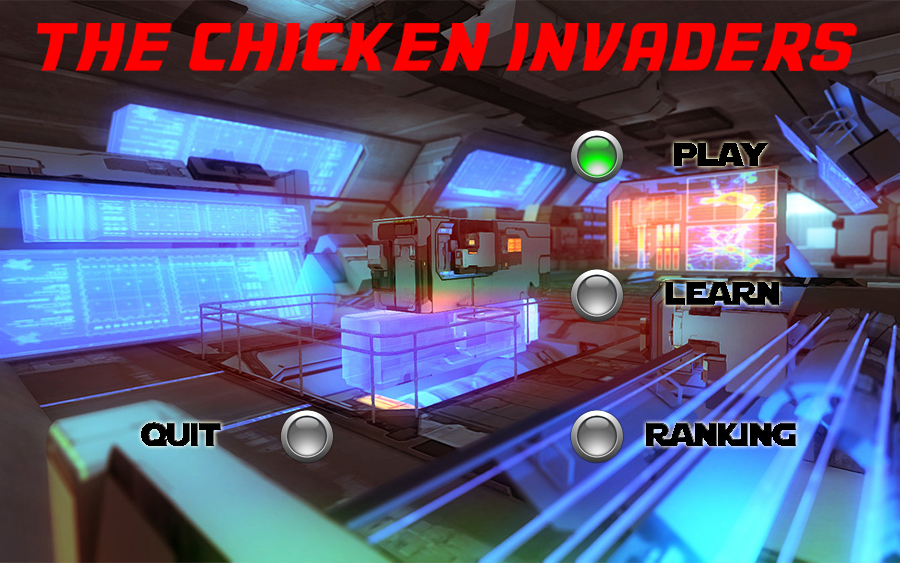 THE CHICKEN INVADERS
PLAY
LEARN
QUIT
RANKING